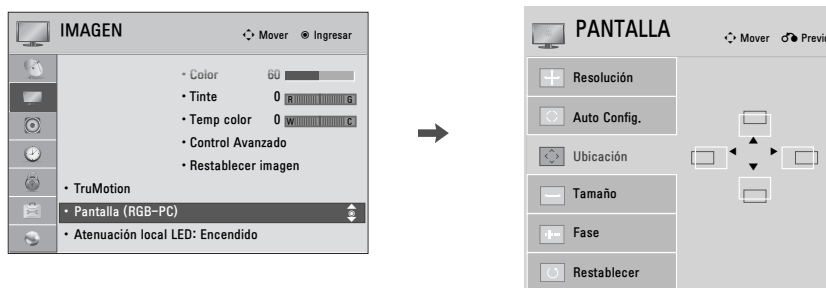 IMAGEN
Mover
Ingresar
• Color 60
• Tinte 0 R G
• Temp color 0 W C
• Control Avanzado
• Restablecer imagen
• TruMotion
• Pantalla (RGB-PC)
• Atenuación local LED: Encendido
PANTALLA
Mover
Resolución
Auto Config.
Ubicación
Tamaño
Fase
Restablecer